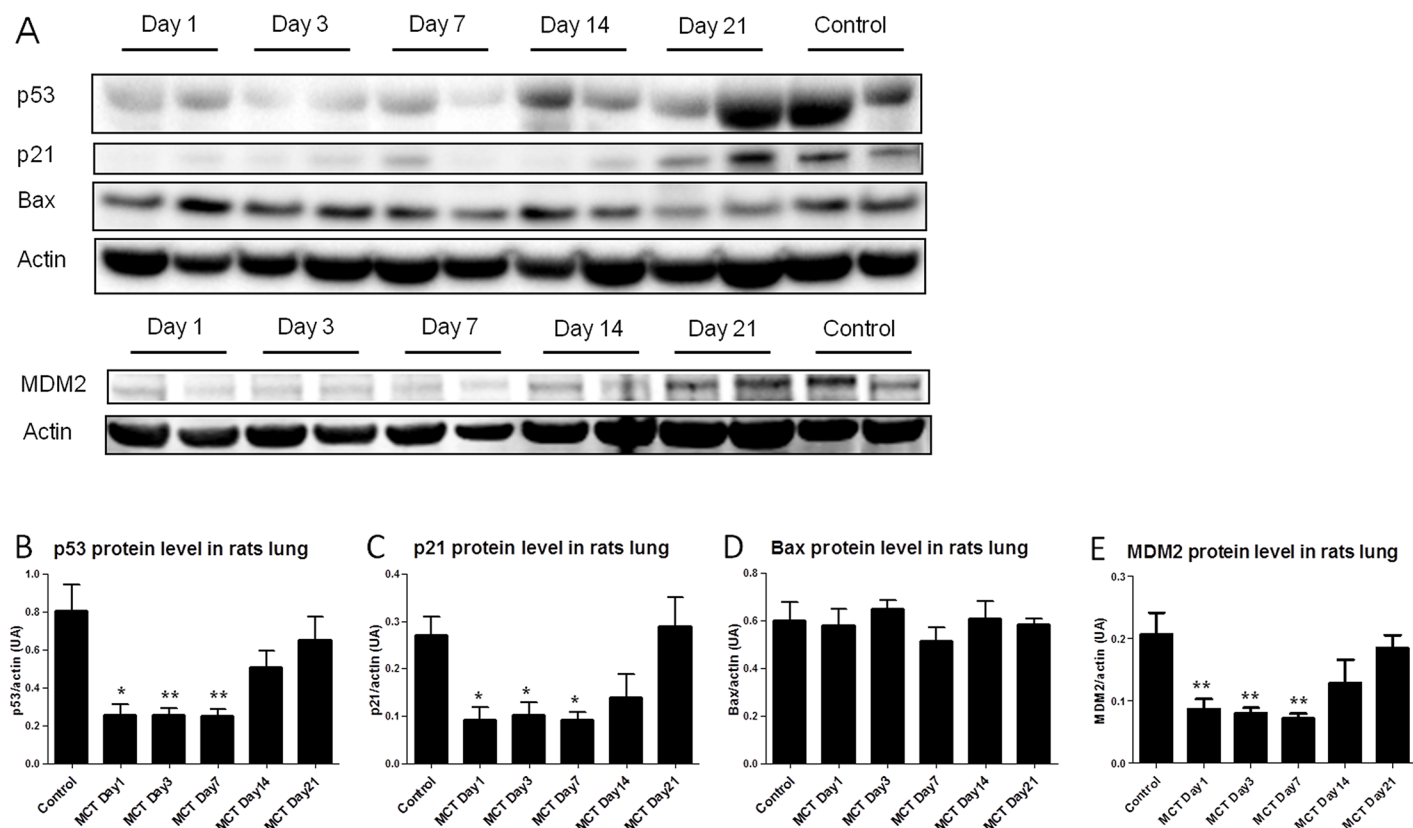 A
Day 1 Day 3 Day 7 Day 14 Day 21 Control
p53
p21
Bax
Actin
Day 1 Day 3 Day 7 Day 14 Day 21 Control
MDM2
Actin
B p53 protein level in rats lung
p53/actin (UA)
1.0
0.8
0.6
0.4
0.2
0.0
* ** **
Control MCT Day1 MCT Day3 MCT Day7 MCT Day14 MCT Day21
C p21 protein level in rats lung
p21/actin (UA)
0.4
0.3
0.2
0.1
0.0
* * *
Control MCT Day1 MCT Day3 MCT Day7 MCT Day14 MCT Day21
D Bax protein level in rats lung
Bax/actin (UA)
0.8
0.6
0.4
0.2
0.0
Control MCT Day1 MCT Day3 MCT Day7 MCT Day14 MCT Day21
E MDM2 protein level in rats lung
MDM2/actin (UA)
0.3
0.2
0.1
0.0
** ** **
Control MCT Day1 MCT Day3 MCT Day7 MCT Day14 MCT Day21